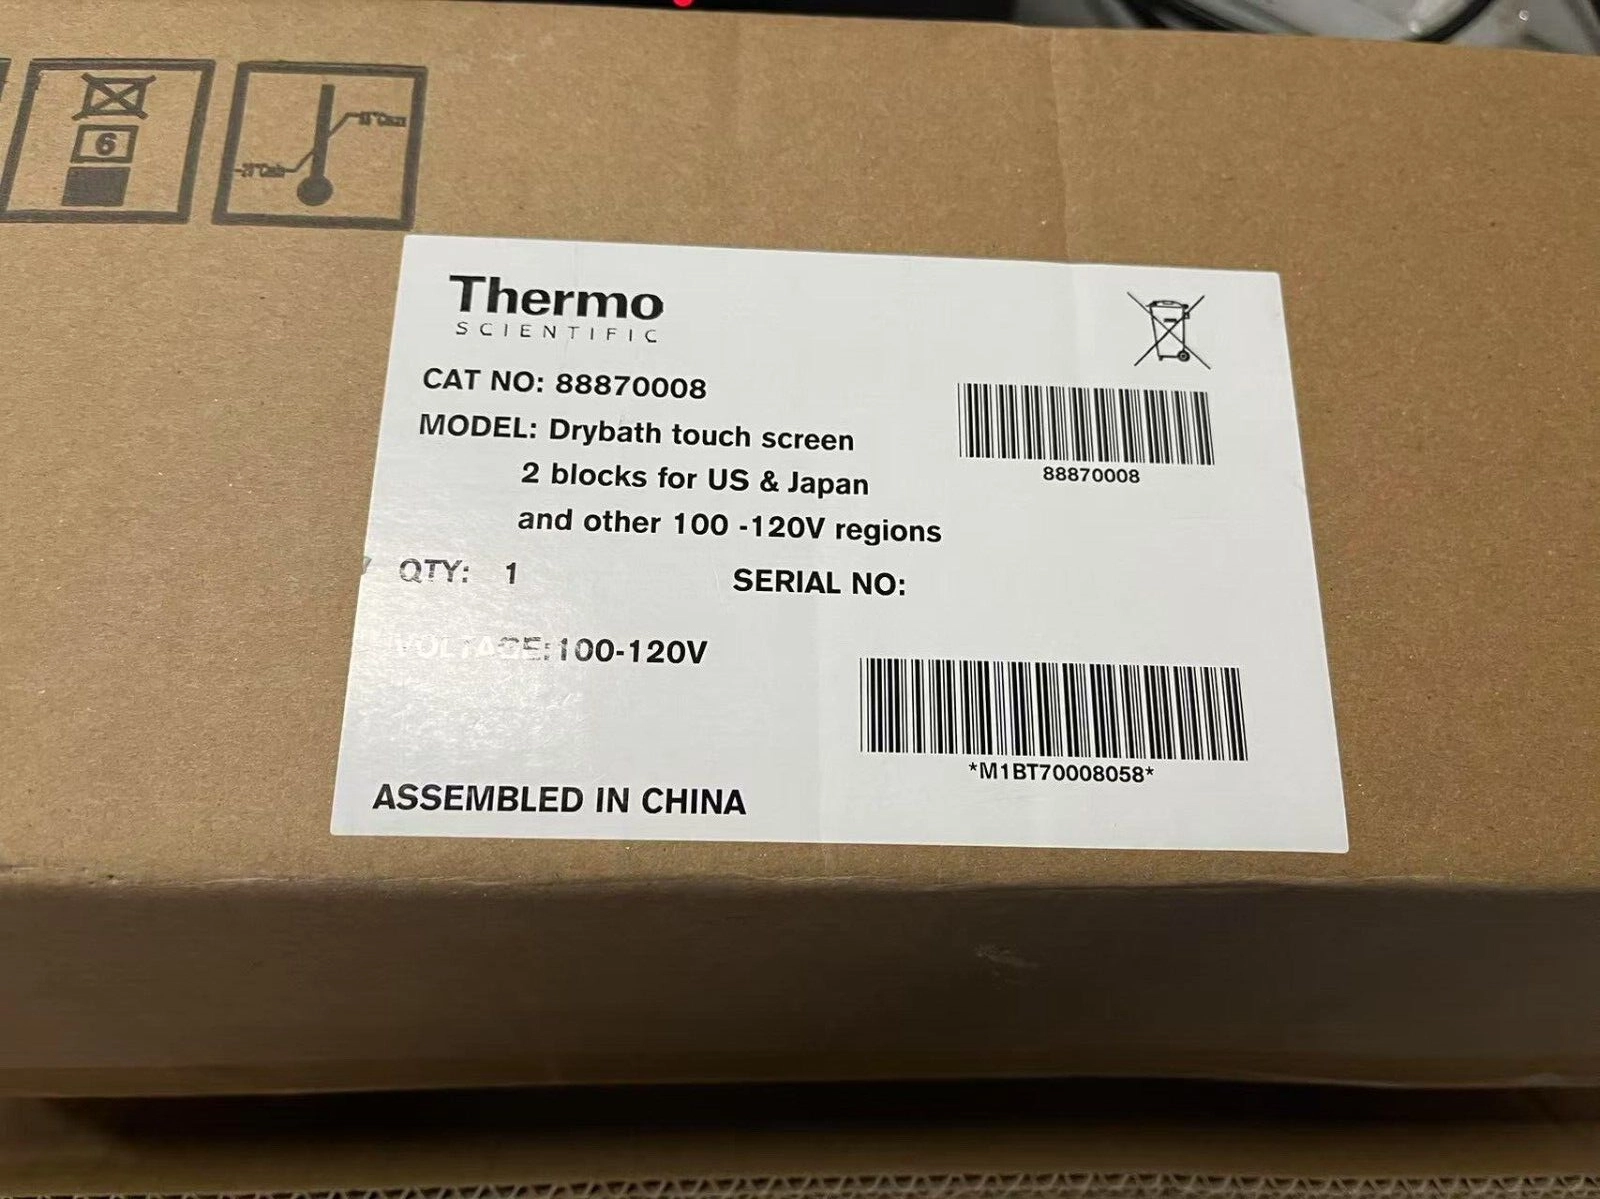 6
Thermo
SCIENTIFIC
CAT NO: 88870008
MODEL: Drybath touch screen
2 blocks for US & Japan
and other 100 -120V regions
88870008
QTY: 1
SERIAL NO:
VOLTAGE:100-120V
*M1BT70008058*
ASSEMBLED IN CHINA